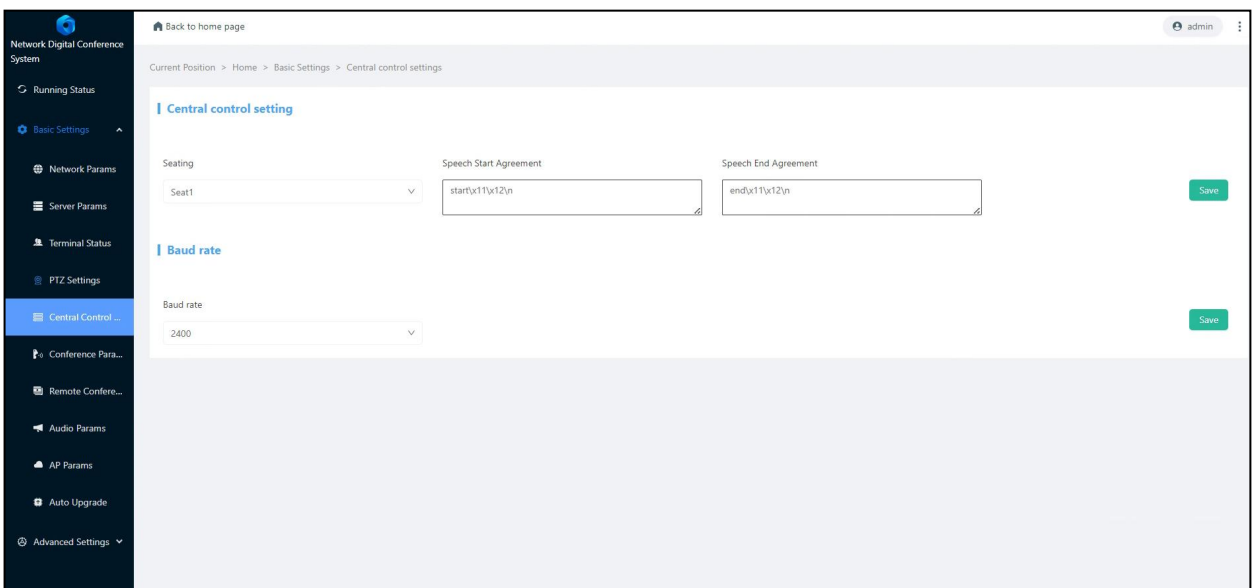 Network Digital Conference
System
Running Status
Basic Settings
Network Params
Server Params
Terminal Status
PTZ Settings
Central Control ...
Conference Para...
Remote Confere...
Audio Params
AP Params
Auto Upgrade
Advanced Settings
Back to home page
admin
Current Position > Home > Basic Settings > Central control settings
Central control setting
Seating
Seat1
Speech Start Agreement
start\x11\x12\n
Speech End Agreement
end\x11\x12\n
Save
Baud rate
Baud rate
2400
Save